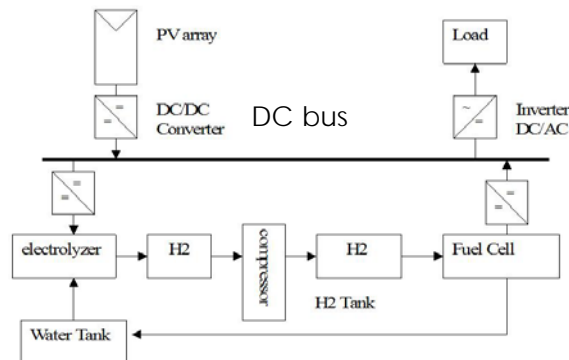 PV array
Load
DC/DC
Converter
DC bus
Inverter
DC/AC
=
=
~
=
=
=
=
=
electrolyzer
H2
compressor
H2
Fuel Cell
H2 Tank
Water Tank